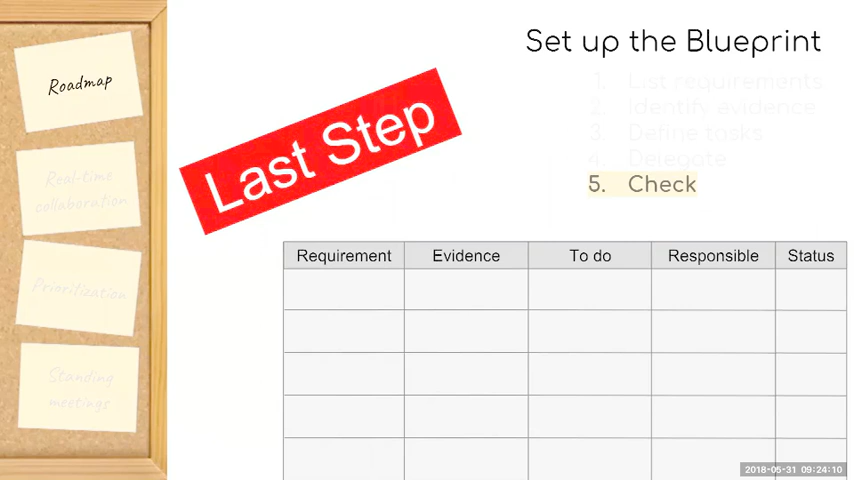 Roadmap
Real-time
collaboration
Prioritization
Standing
meetings
Last Step
Set up the Blueprint
1. List requirements
2. Identify evidence
3. Define tasks
4. Delegate
5. Check
Requirement Evidence To do Responsible Status
2018-05-31 09:24:10